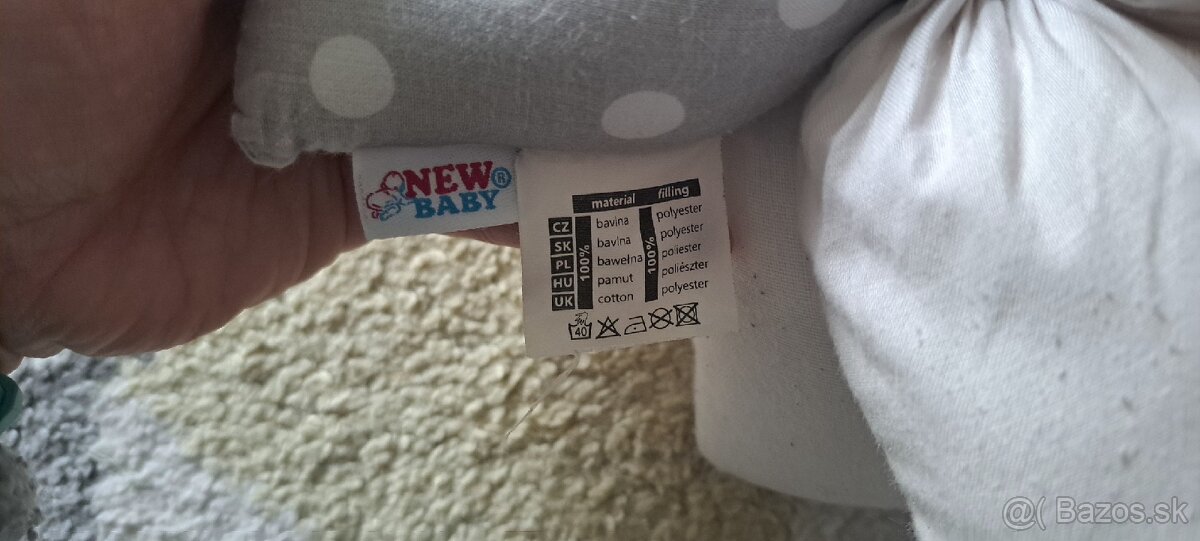 NEW®
BABY
material filling
CZ 100% bavlna 100% polyester
SK bavlna polyester
PL bawełna poliester
HU pamut poliészter
UK cotton polyester
40
@( Bazos.sk